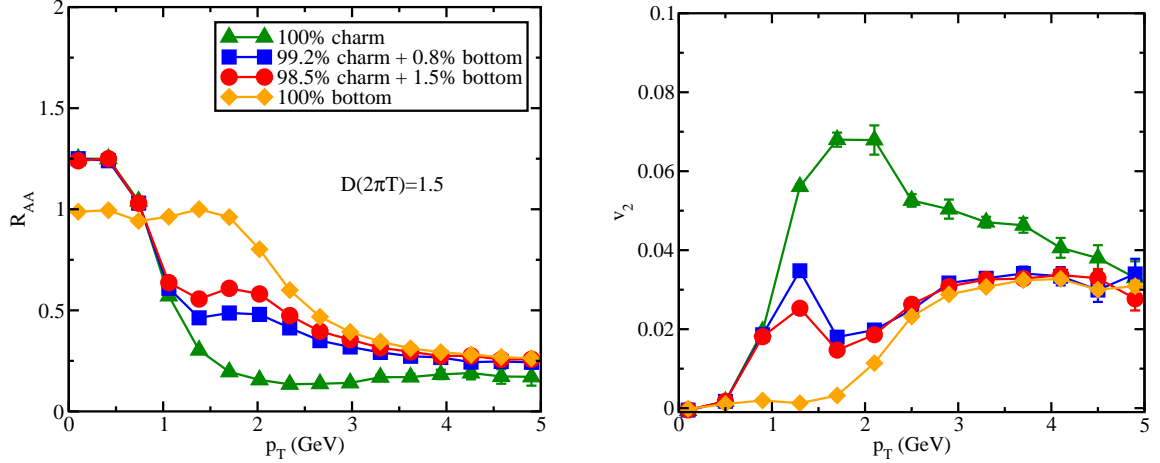 2
1.5
1
0.5
0
R_AA
100% charm
99.2% charm + 0.8% bottom
98.5% charm + 1.5% bottom
100% bottom
D(2πT)=1.5
0 1 2 3 4 5
p_T (GeV)
0.1
0.08
0.06
0.04
0.02
0
v_2
0 1 2 3 4 5
p_T (GeV)